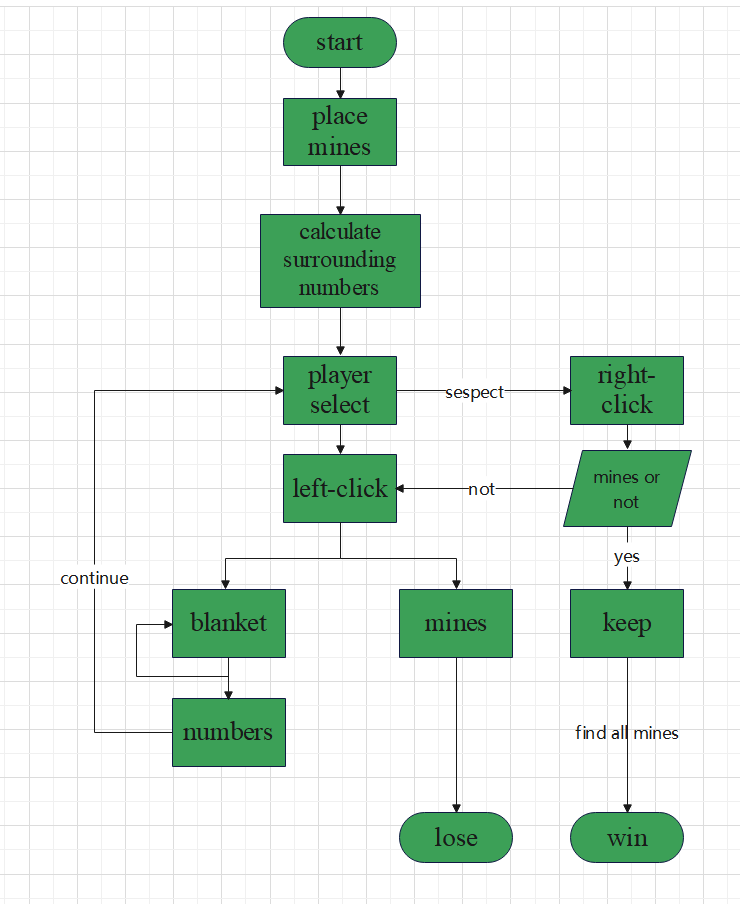 start
place
mines
calculate
surrounding
numbers
player
select
sespect
right-
click
left-click
not
mines or
not
yes
continue
blanket
mines
keep
numbers
find all mines
lose
win